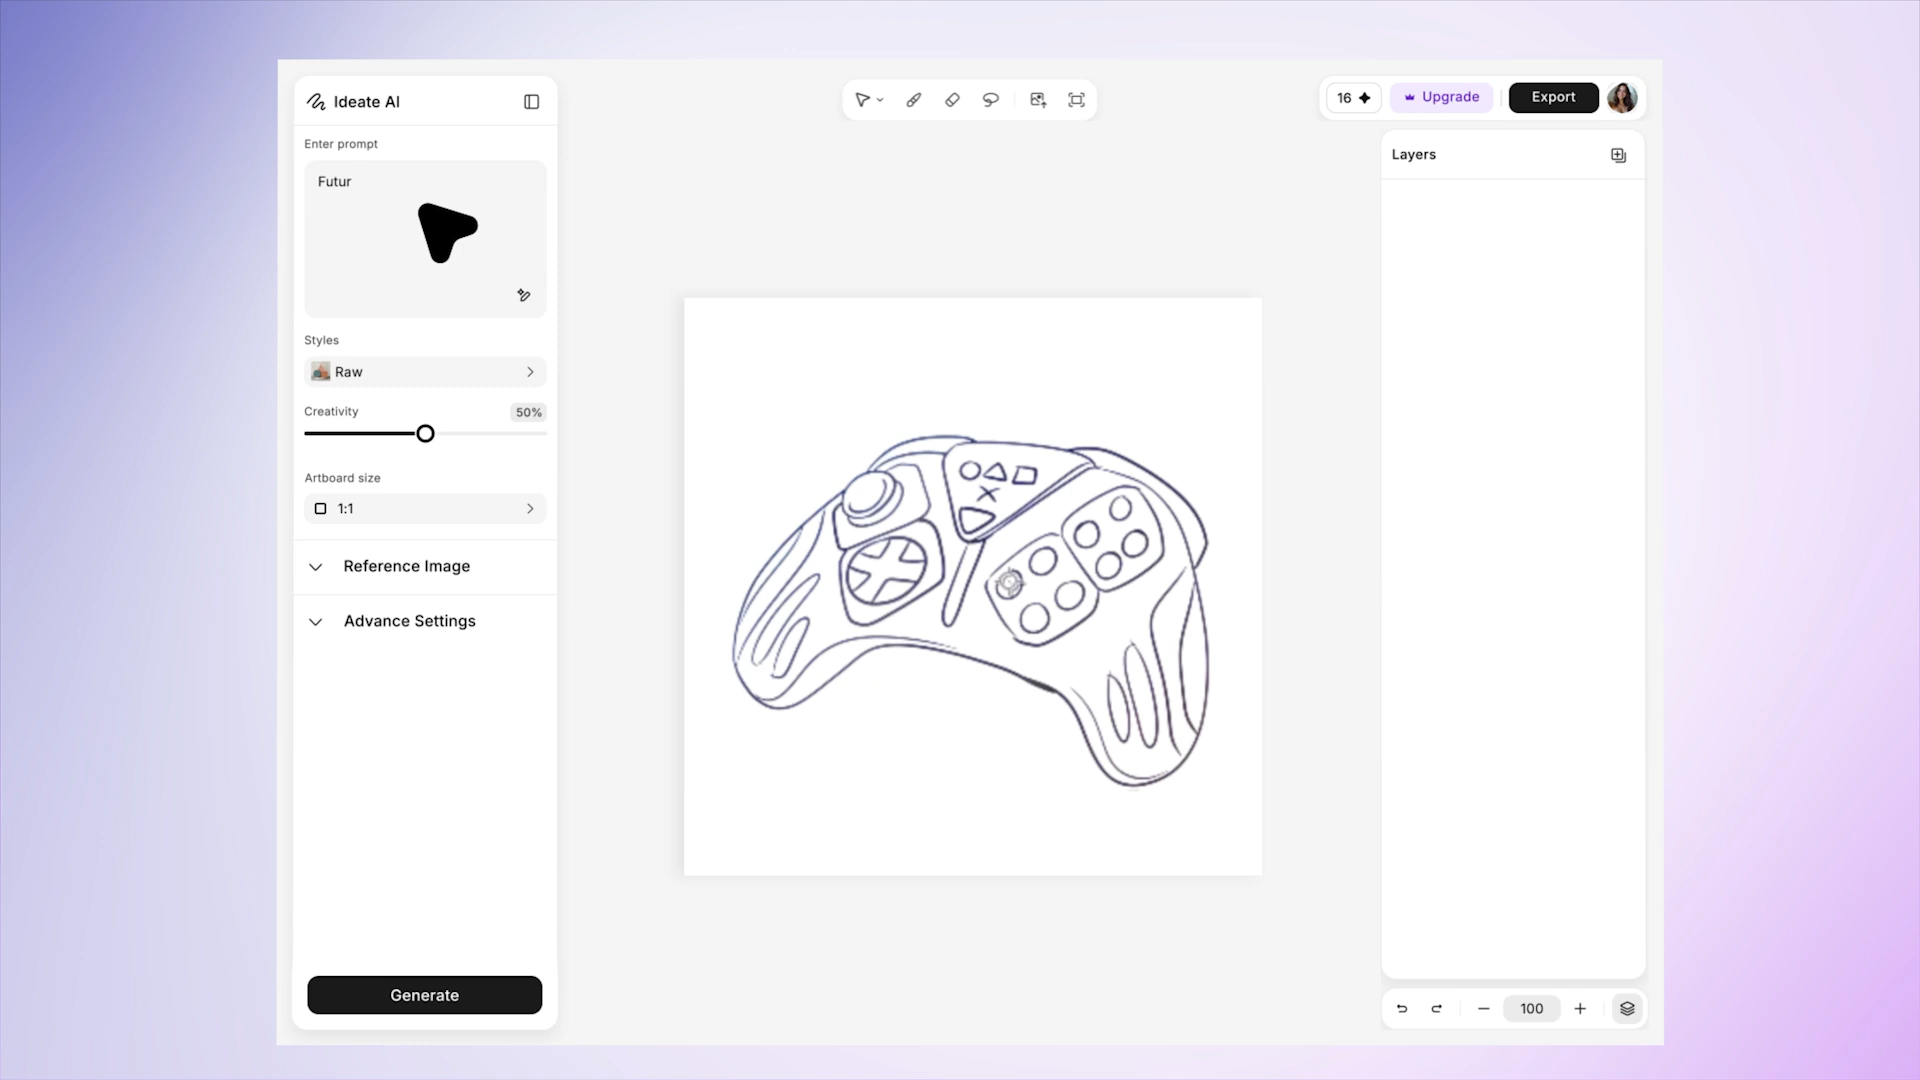 Ideate AI
16
Upgrade
Export
Enter prompt
Futur
Layers
Styles
Raw
Creativity
50%
Artboard size
1:1
Reference Image
Advance Settings
Generate
100